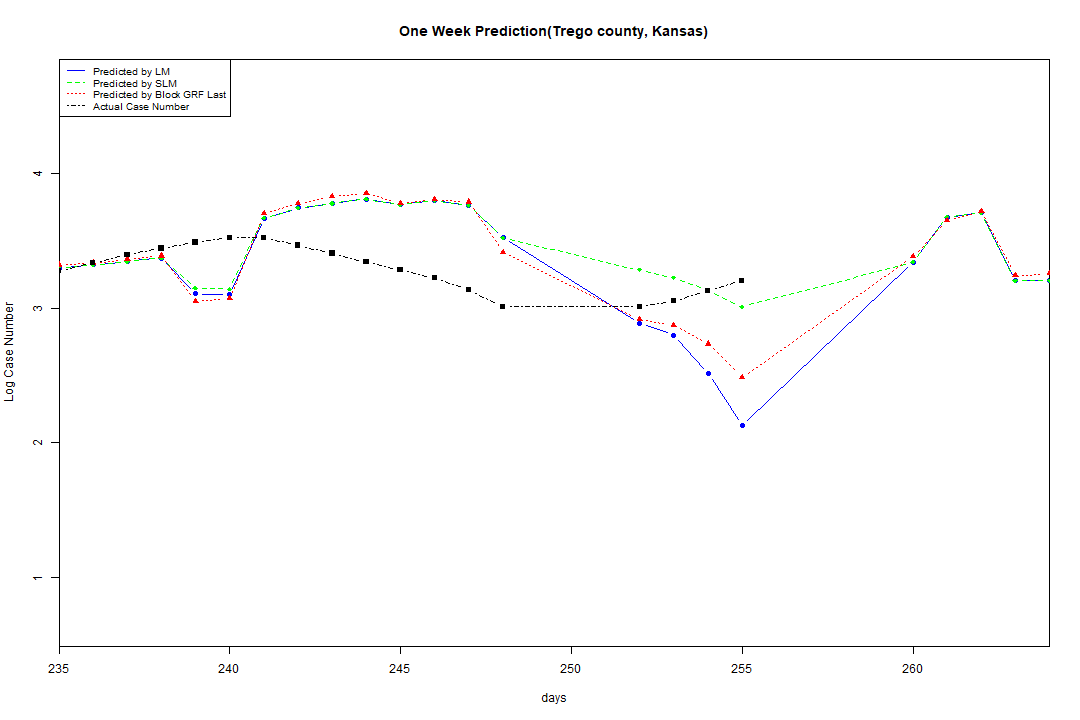 One Week Prediction(Trego county, Kansas)
Predicted by LM
Predicted by SLM
Predicted by Block GRF Last
Actual Case Number
4
3
2
1
Log Case Number
235 240 245 250 255 260
days